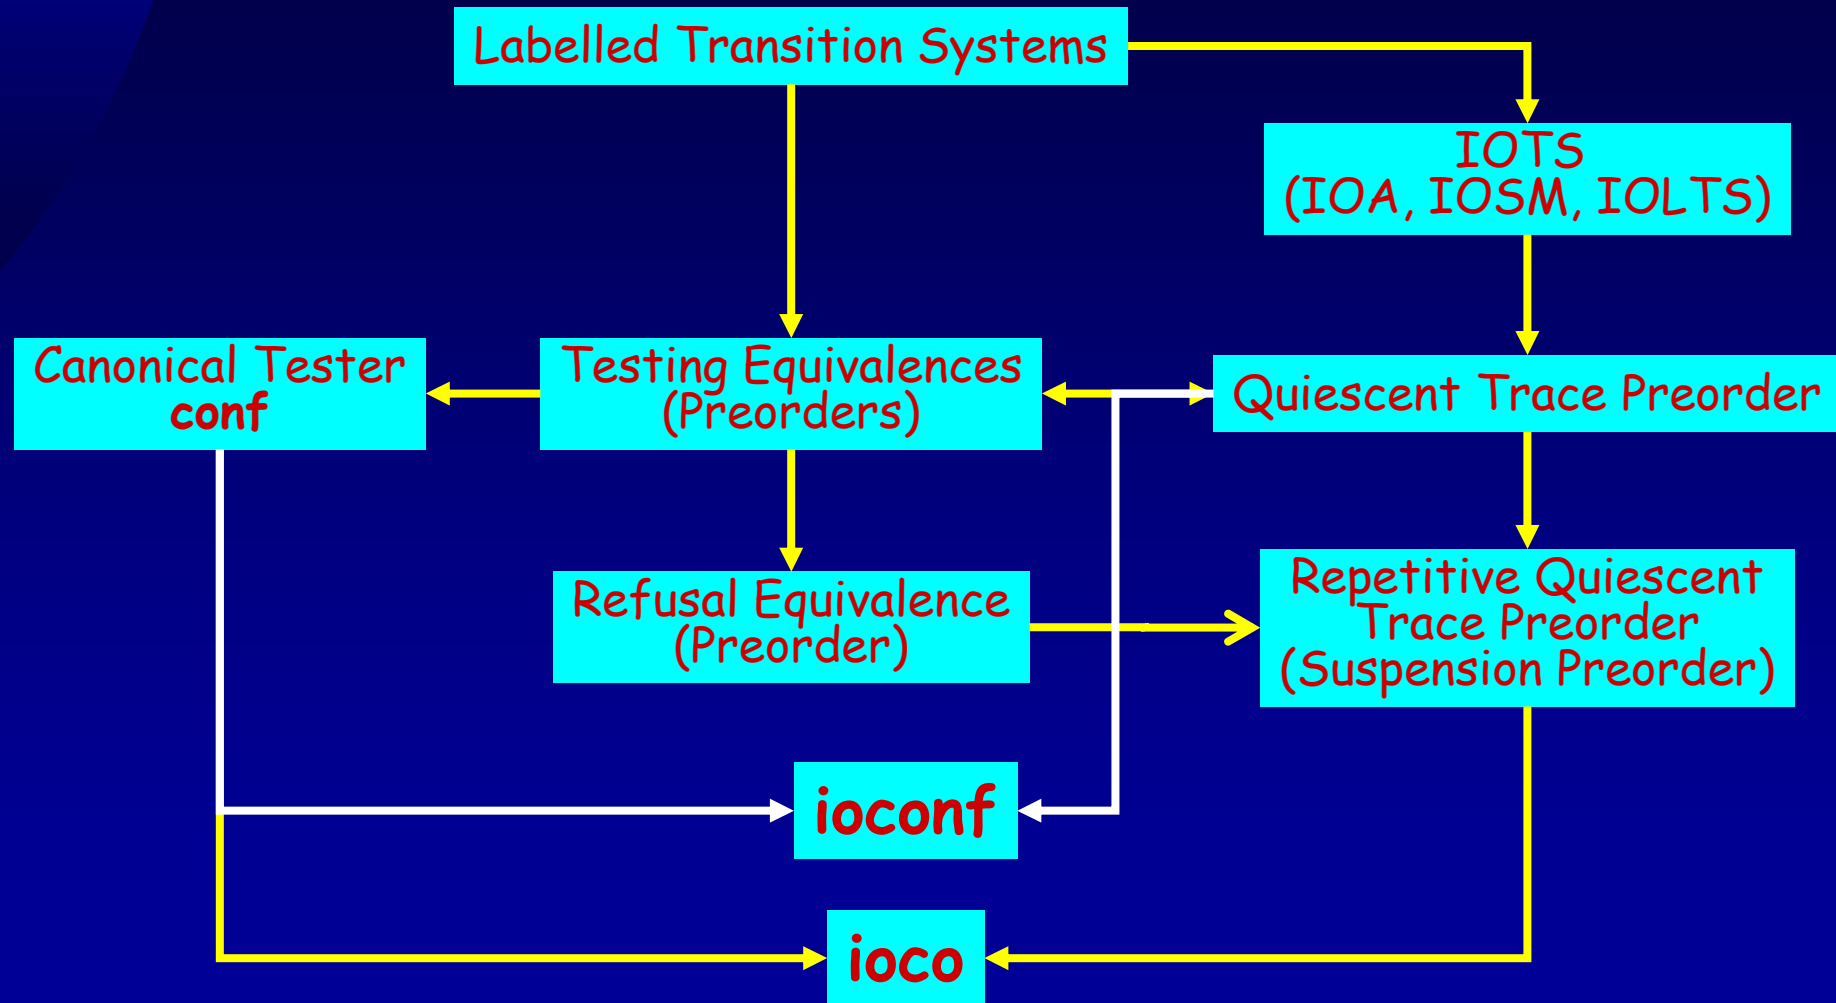 Labelled Transition Systems
IOTS
(IOA, IOSM, IOLTS)
Canonical Tester
conf
Testing Equivalences
(Preorders)
Quiescent Trace Preorder
Refusal Equivalence
(Preorder)
Repetitive Quiescent
Trace Preorder
(Suspension Preorder)
ioconf
ioco